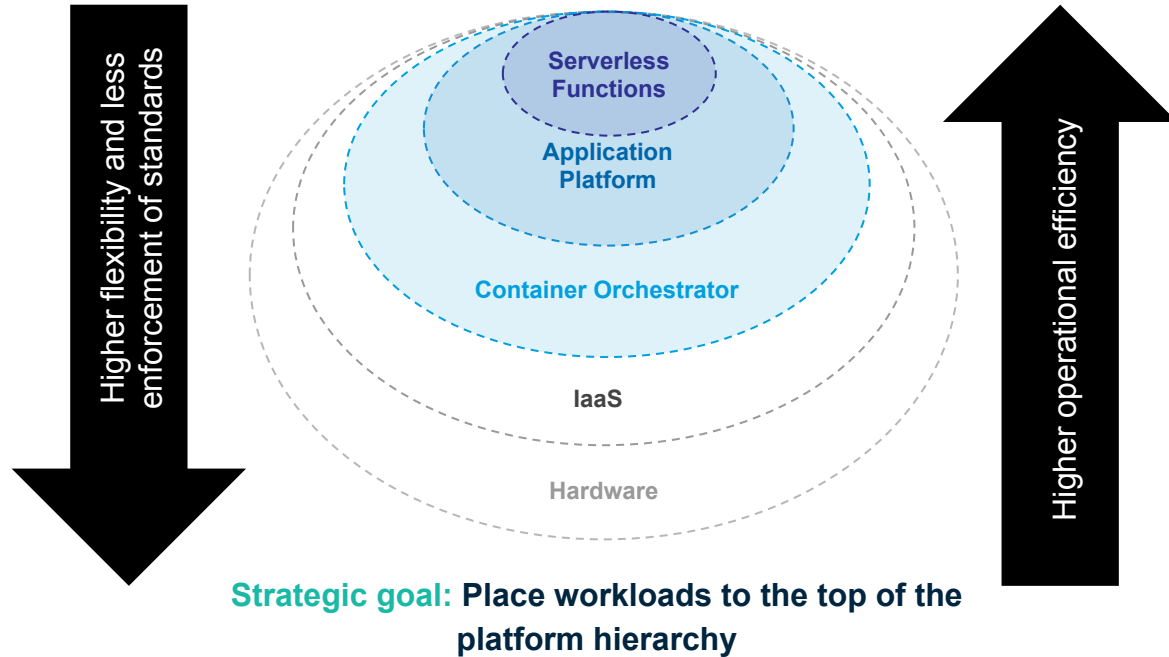 Higher flexibility and less
enforcement of standards
Serverless
Functions
Application
Platform
Container Orchestrator
IaaS
Hardware
Higher operational efficiency
Strategic goal: Place workloads to the top of the
platform hierarchy